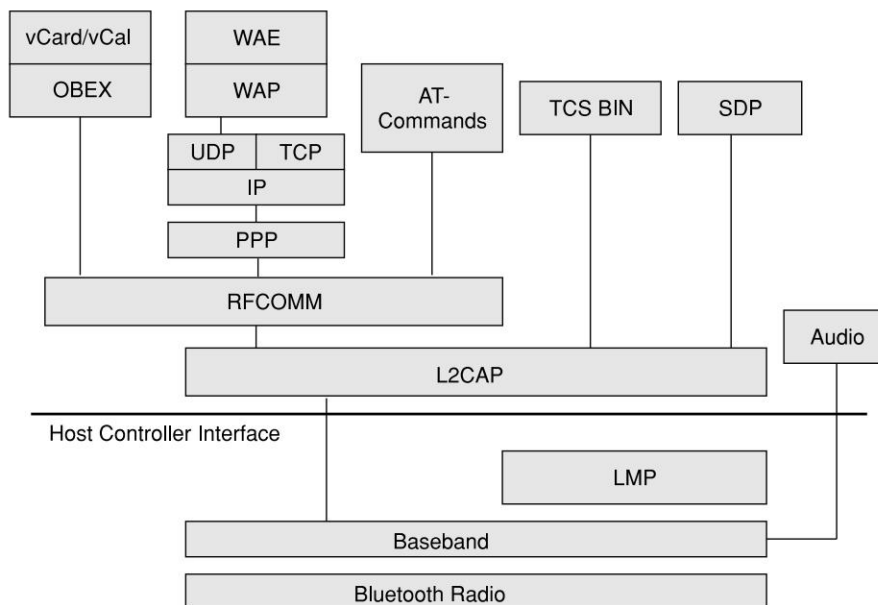 vCard/vCal
OBEX
WAE
WAP
UDP
TCP
IP
PPP
AT-
Commands
TCS BIN
SDP
RFCOMM
Audio
L2CAP
Host Controller Interface
LMP
Baseband
Bluetooth Radio